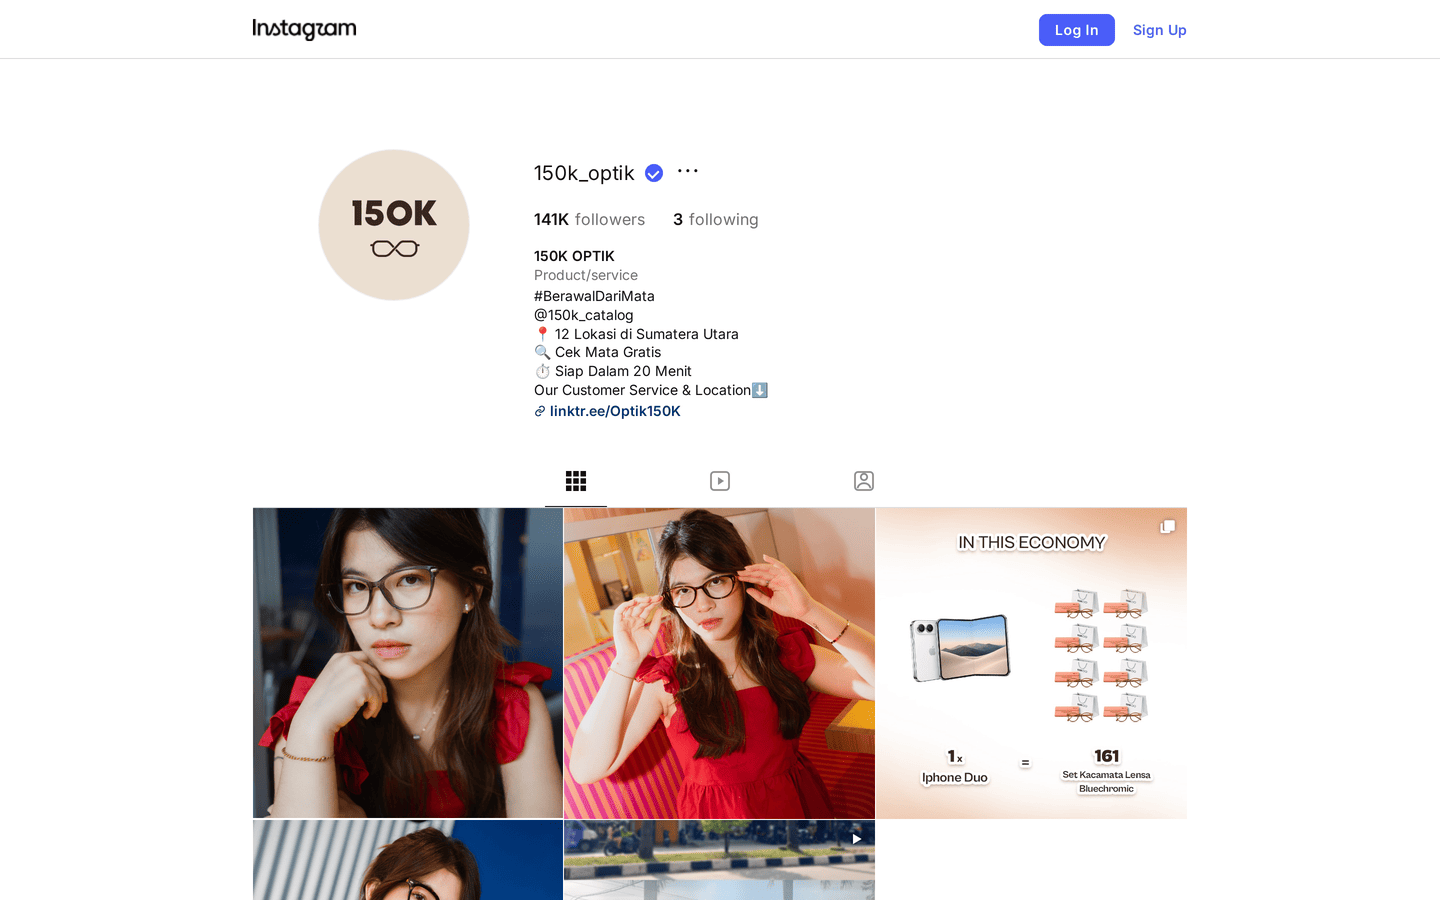 Instagram
Log In
Sign Up
150K
150k_optik
141K followers 3 following
150K OPTIK
Product/service
#BerawalDariMata
@150k_catalog
📍 12 Lokasi di Sumatera Utara
🔍 Cek Mata Gratis
⏱️ Siap Dalam 20 Menit
Our Customer Service & Location⬇️
linktr.ee/Optik150K
IN THIS ECONOMY
1 x
Iphone Duo
=
161
Set Kacamata Lensa
Bluechromic